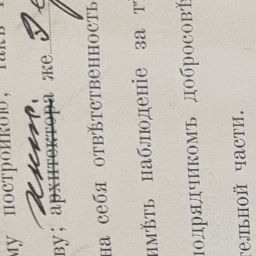 му постройкою, такъ
ву; архитектора же
на себя отвѣтственность
имѣть наблюденіе за т
подрядчикомъ добросовѣ
тельной части.